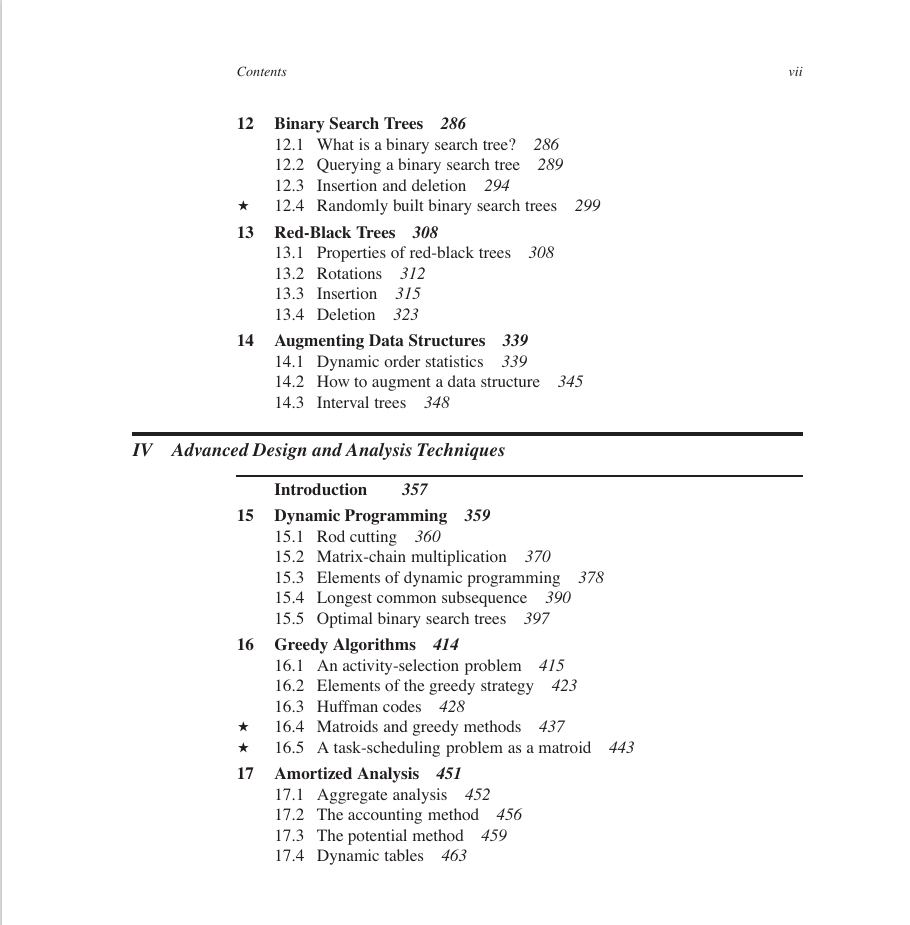 Contents vii
12 Binary Search Trees 286
12.1 What is a binary search tree? 286
12.2 Querying a binary search tree 289
12.3 Insertion and deletion 294
★ 12.4 Randomly built binary search trees 299
13 Red-Black Trees 308
13.1 Properties of red-black trees 308
13.2 Rotations 312
13.3 Insertion 315
13.4 Deletion 323
14 Augmenting Data Structures 339
14.1 Dynamic order statistics 339
14.2 How to augment a data structure 345
14.3 Interval trees 348
IV Advanced Design and Analysis Techniques
Introduction 357
15 Dynamic Programming 359
15.1 Rod cutting 360
15.2 Matrix-chain multiplication 370
15.3 Elements of dynamic programming 378
15.4 Longest common subsequence 390
15.5 Optimal binary search trees 397
16 Greedy Algorithms 414
16.1 An activity-selection problem 415
16.2 Elements of the greedy strategy 423
16.3 Huffman codes 428
★ 16.4 Matroids and greedy methods 437
★ 16.5 A task-scheduling problem as a matroid 443
17 Amortized Analysis 451
17.1 Aggregate analysis 452
17.2 The accounting method 456
17.3 The potential method 459
17.4 Dynamic tables 463